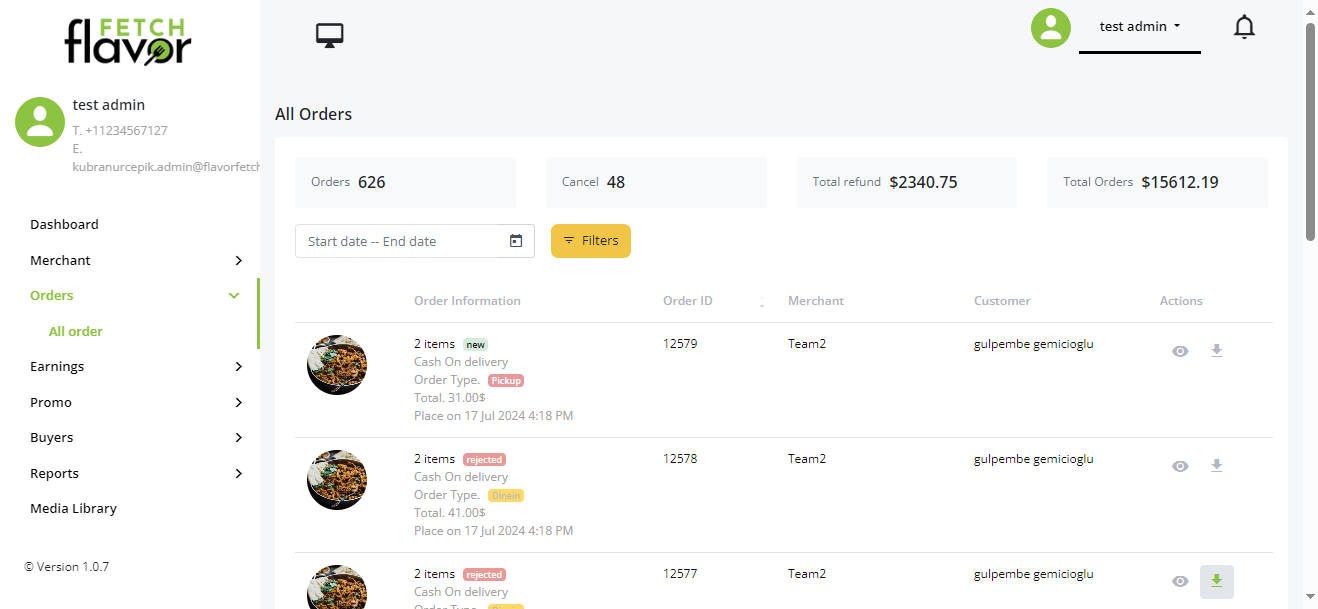 FETCH
flavor
test admin
test admin
T. +11234567127
E.
kubranurcepik.admin@flavorfetch
Dashboard
Merchant
Orders
All order
Earnings
Promo
Buyers
Reports
Media Library
© Version 1.0.7
All Orders
Orders 626
Cancel 48
Total refund $2340.75
Total Orders $15612.19
Start date -- End date
Filters
Order Information Order ID Merchant Customer Actions
2 items new 12579 Team2 gulpembe gemicioglu
Cash On delivery
Order Type. Pickup
Total. 31.00$
Place on 17 Jul 2024 4:18 PM
2 items rejected 12578 Team2 gulpembe gemicioglu
Cash On delivery
Order Type. Dinein
Total. 41.00$
Place on 17 Jul 2024 4:18 PM
2 items rejected 12577 Team2 gulpembe gemicioglu
Cash On delivery
Order Type. Dinein